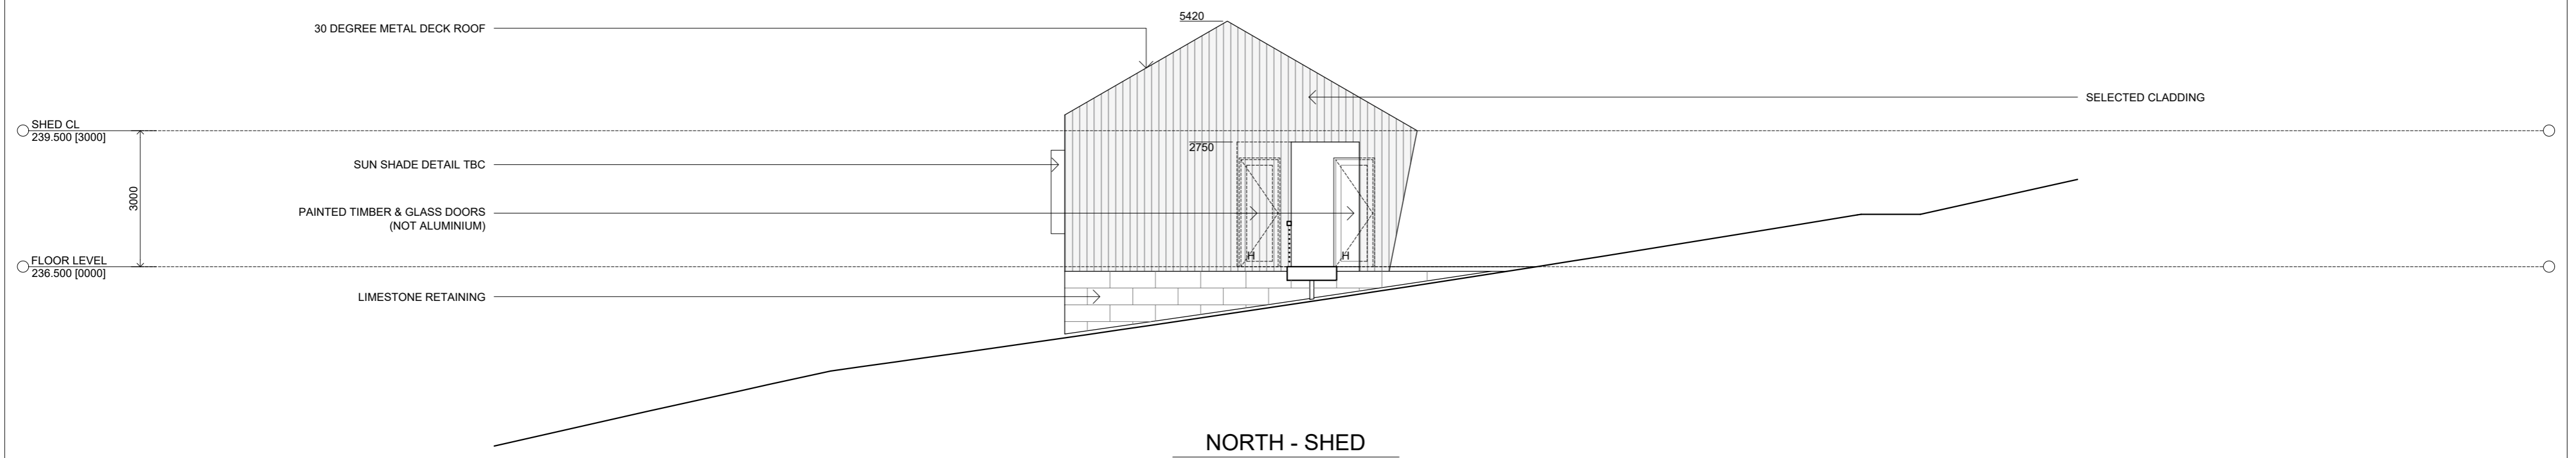 5420
30 DEGREE METAL DECK ROOF
SELECTED CLADDING
SHED CL
239.500 [3000]
2750
SUN SHADE DETAIL TBC
3000
PAINTED TIMBER & GLASS DOORS
(NOT ALUMINIUM)
H
H
FLOOR LEVEL
236.500 [0000]
LIMESTONE RETAINING
NORTH - SHED